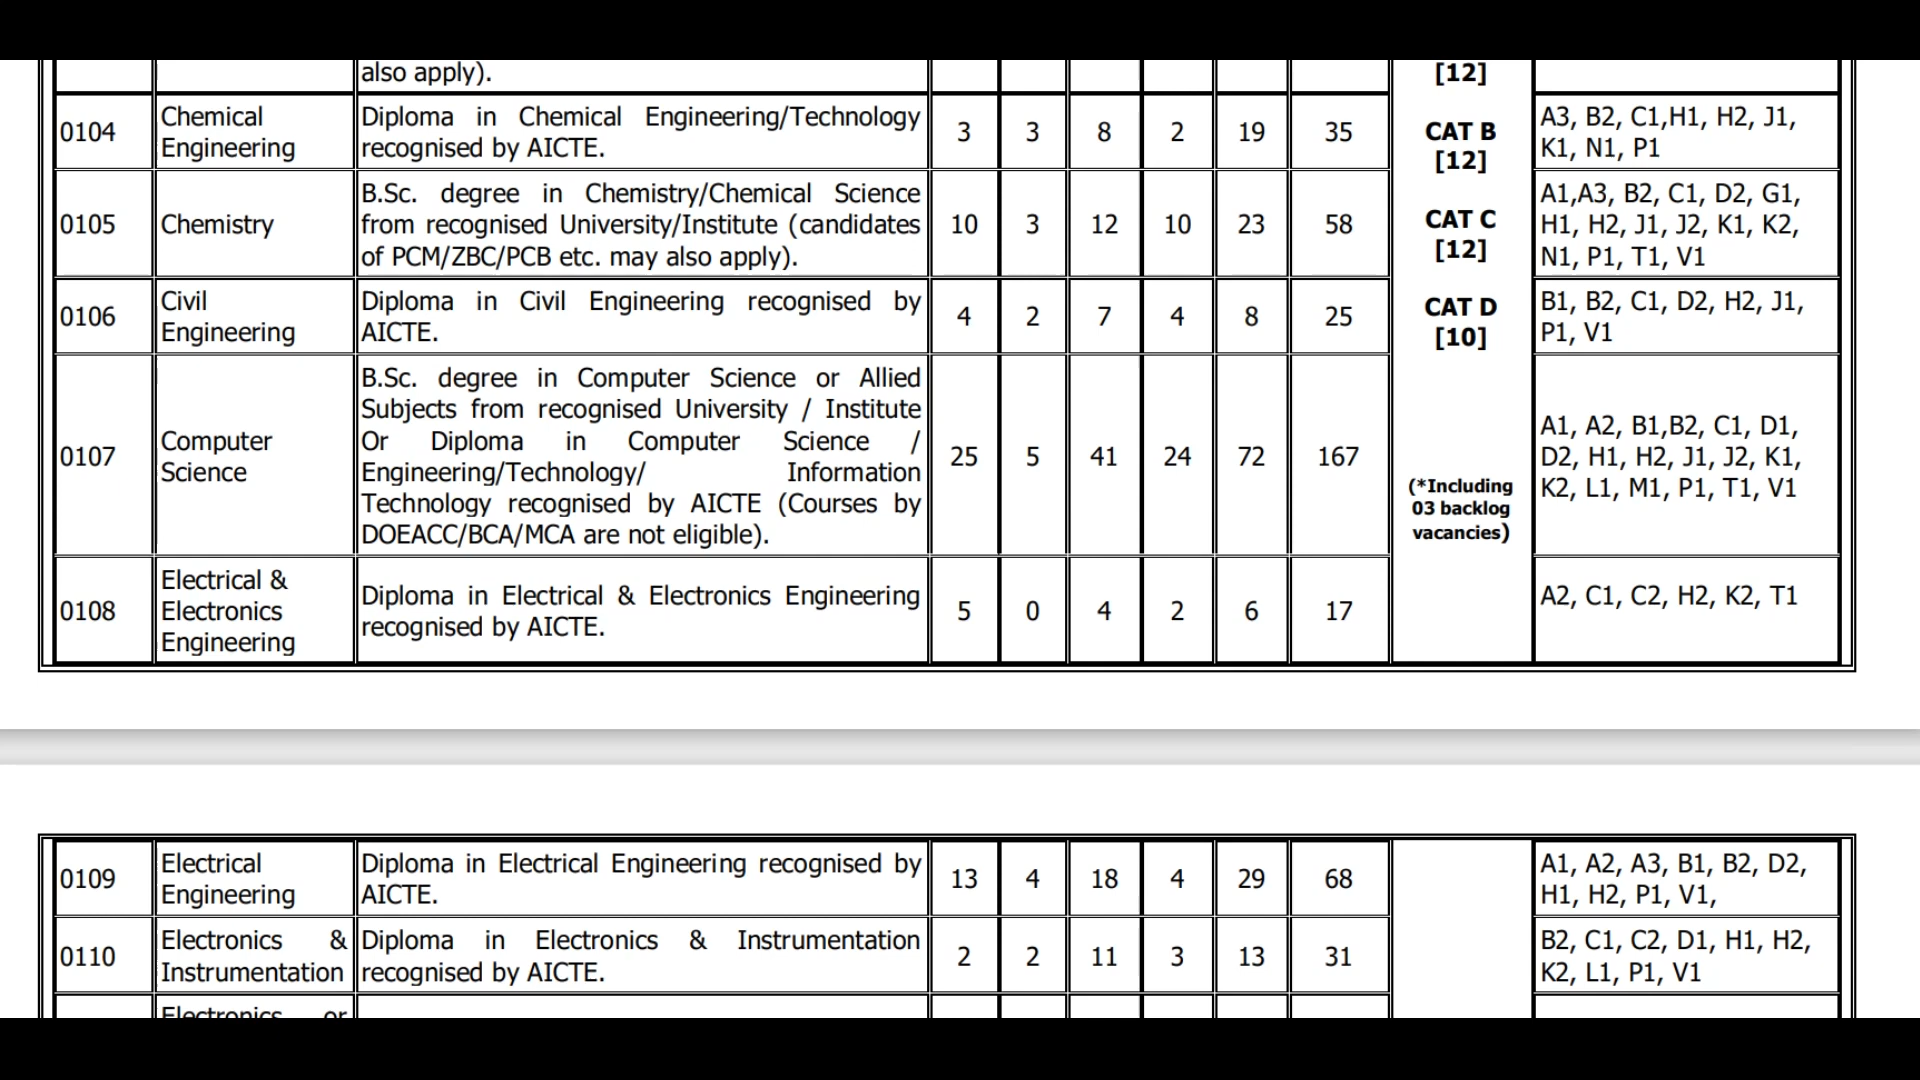 also apply).
[12]
0104
Chemical
Engineering
Diploma in Chemical Engineering/Technology
recognised by AICTE.
3 3 8 2 19 35
CAT B
[12]
A3, B2, C1,H1, H2, J1,
K1, N1, P1
0105
Chemistry
B.Sc. degree in Chemistry/Chemical Science
from recognised University/Institute (candidates
of PCM/ZBC/PCB etc. may also apply).
10 3 12 10 23 58
CAT C
[12]
A1,A3, B2, C1, D2, G1,
H1, H2, J1, J2, K1, K2,
N1, P1, T1, V1
0106
Civil
Engineering
Diploma in Civil Engineering recognised by
AICTE.
4 2 7 4 8 25
CAT D
[10]
B1, B2, C1, D2, H2, J1,
P1, V1
0107
Computer
Science
B.Sc. degree in Computer Science or Allied
Subjects from recognised University / Institute
Or Diploma in Computer Science /
Engineering/Technology/ Information
Technology recognised by AICTE (Courses by
DOEACC/BCA/MCA are not eligible).
25 5 41 24 72 167
(*Including
03 backlog
vacancies)
A1, A2, B1,B2, C1, D1,
D2, H1, H2, J1, J2, K1,
K2, L1, M1, P1, T1, V1
0108
Electrical &
Electronics
Engineering
Diploma in Electrical & Electronics Engineering
recognised by AICTE.
5 0 4 2 6 17
A2, C1, C2, H2, K2, T1
0109
Electrical
Engineering
Diploma in Electrical Engineering recognised by
AICTE.
13 4 18 4 29 68
A1, A2, A3, B1, B2, D2,
H1, H2, P1, V1,
0110
Electronics &
Instrumentation
Diploma in Electronics & Instrumentation
recognised by AICTE.
2 2 11 3 13 31
B2, C1, C2, D1, H1, H2,
K2, L1, P1, V1
Electronics or